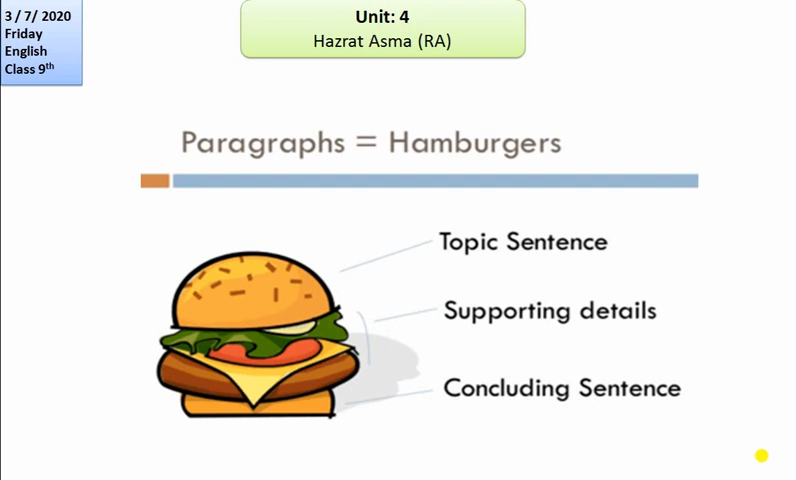 3 / 7/ 2020
Friday
English
Class 9th
Unit: 4
Hazrat Asma (RA)
Paragraphs = Hamburgers
Topic Sentence
Supporting details
Concluding Sentence